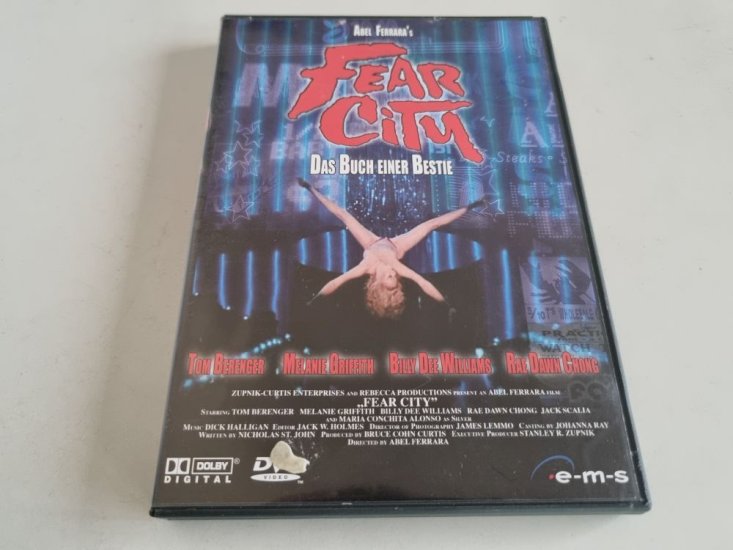 ABEL FERRARA'S
FEAR
CITY
DAS BUCH EINER BESTIE
Steaks
WHOLESALE
PRACTI
WATCH
TOM BERENGER MELANIE GRIFFITH BILLY DEE WILLIAMS RAE DAWN CHONG
ZUPNIK-CURTIS ENTERPRISES AND REBECCA PRODUCTIONS PRESENT AN ABEL FERRARA FILM
„FEAR CITY"
STARRING TOM BERENGER MELANIE GRIFFITH BILLY DEE WILLIAMS RAE DAWN CHONG JACK SCALIA
AND MARIA CONCHITA ALONSO AS SILVER
MUSIC DICK HALLIGAN EDITOR JACK W. HOLMES DIRECTOR OF PHOTOGRAPHY JAMES LEMMO CASTING BY JOHANNA RAY
WRITTEN BY NICHOLAS ST. JOHN PRODUCED BY BRUCE COHN CURTIS EXECUTIVE PRODUCER STANLEY R. ZUPNIK
DIRECTED BY ABEL FERRARA
DOLBY
DIGITAL
VIDEO
e-m-s